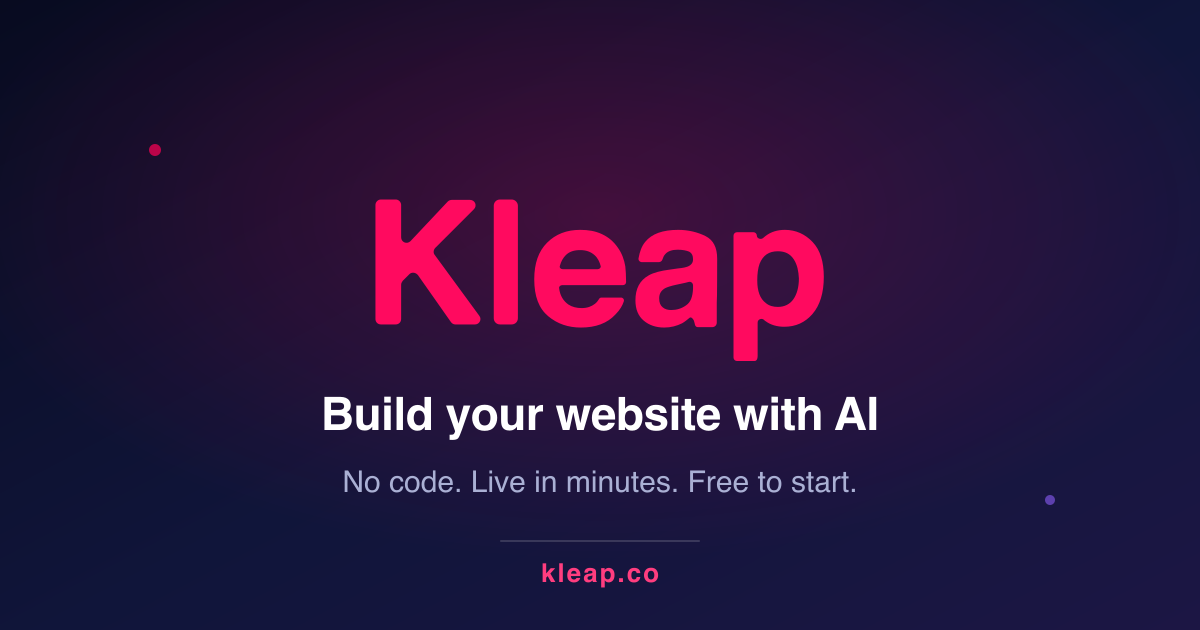 Kleap
Build your website with AI
No code. Live in minutes. Free to start.
kleap.co